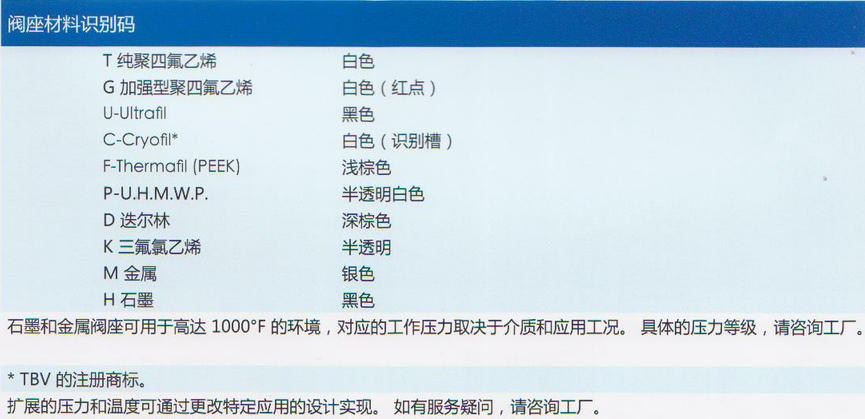 阀座材料识别码
T 纯聚四氟乙烯 白色
G 加强型聚四氟乙烯 白色（红点）
U-Ultrafil 黑色
C-Cryofil* 白色（识别槽）
F-Thermafil (PEEK) 浅棕色
P-U.H.M.W.P. 半透明白色
D 迭尔林 深棕色
K 三氟氯乙烯 半透明
M 金属 银色
H 石墨 黑色
石墨和金属阀座可用于高达 1000°F 的环境，对应的工作压力取决于介质和应用工况。 具体的压力等级，请咨询工厂。
* TBV 的注册商标。
扩展的压力和温度可通过更改特定应用的设计实现。 如有服务疑问，请咨询工厂。